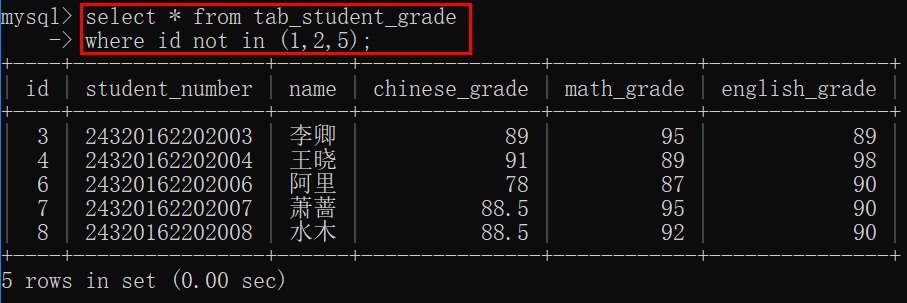 mysql> select * from tab_student_grade
-> where id not in (1,2,5);
id | student_number | name | chinese_grade | math_grade | english_grade
3 | 24320162202003 | 李卿 | 89 | 95 | 89
4 | 24320162202004 | 王晓 | 91 | 89 | 98
6 | 24320162202006 | 阿里 | 78 | 87 | 90
7 | 24320162202007 | 萧蔷 | 88.5 | 95 | 90
8 | 24320162202008 | 水木 | 88.5 | 92 | 90
5 rows in set (0.00 sec)